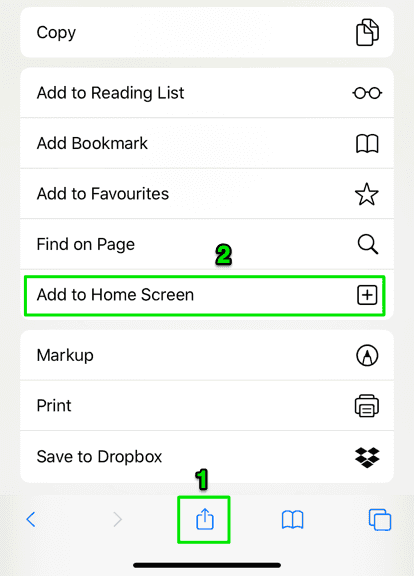 Copy
Add to Reading List
Add Bookmark
Add to Favourites
Find on Page
2
Add to Home Screen
Markup
Print
Save to Dropbox
1